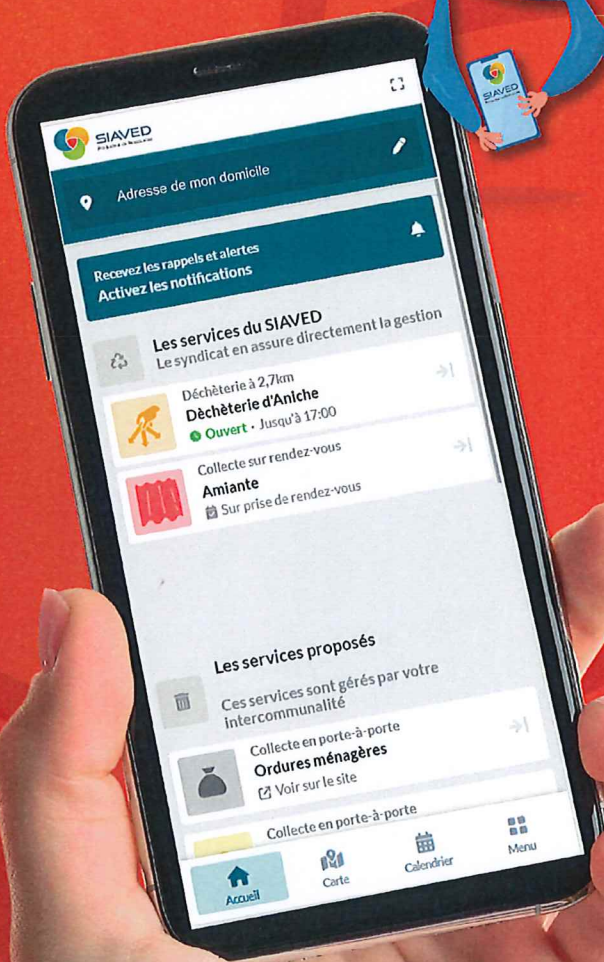 SIAVED
SIAVED
Adresse de mon domicile
Recevez les rappels et alertes
Activez les notifications
Les services du SIAVED
Le syndicat en assure directement la gestion
Déchèterie à 2,7km
Dèchèterie d'Aniche
Ouvert • Jusqu'à 17:00
Collecte sur rendez-vous
Amiante
Sur prise de rendez-vous
Les services proposés
Ces services sont gérés par votre
intercommunalité
Collecte en porte-à-porte
Ordures ménagères
Voir sur le site
Collecte en porte-à-porte
Accueil
Carte
Calendrier
Menu